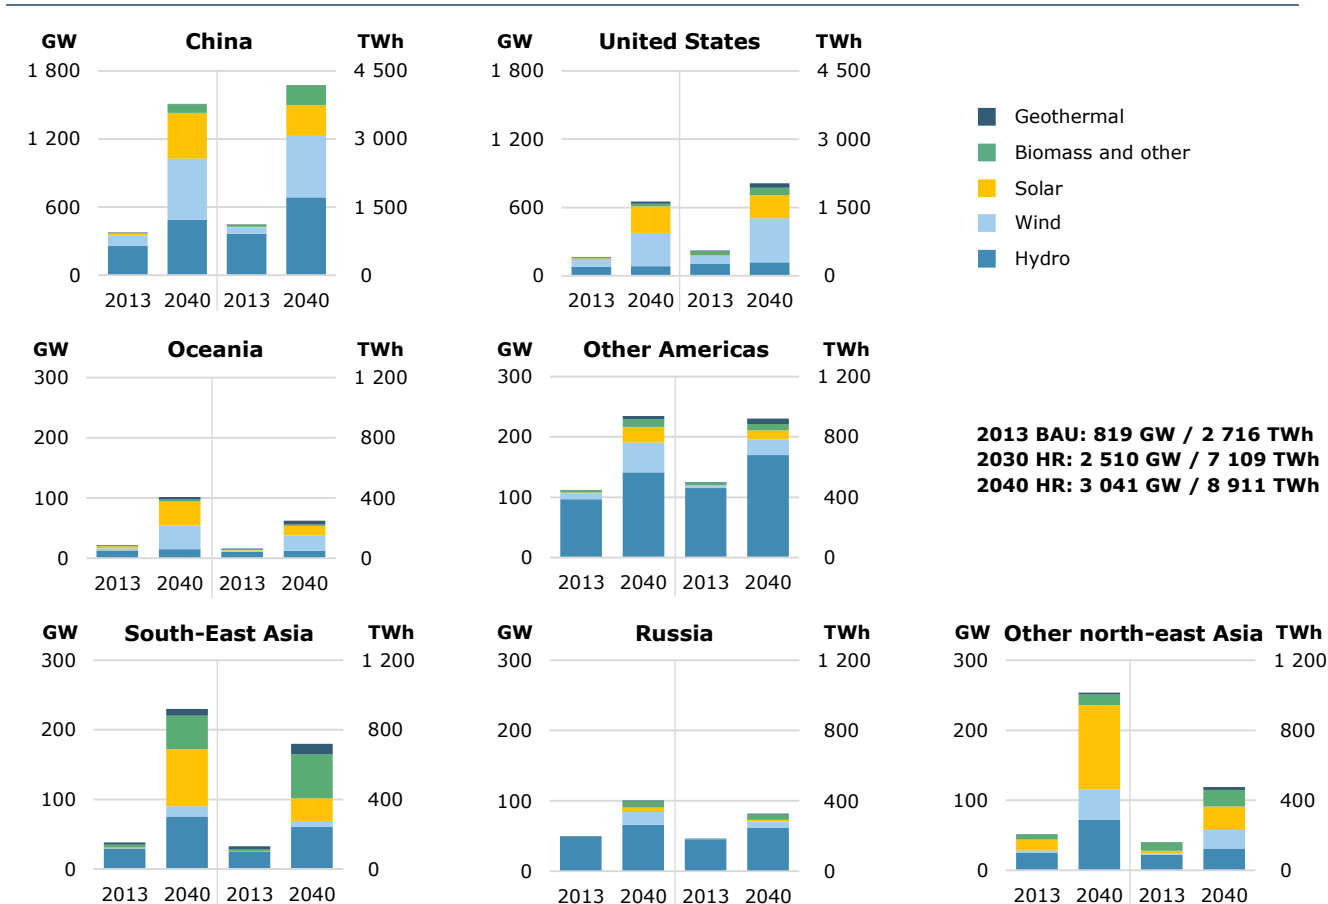 GW China TWh
1 800 4 500
1 200 3 000
600 1 500
0 0
2013 2040 2013 2040
GW United States TWh
1 800 4 500
1 200 3 000
600 1 500
0 0
2013 2040 2013 2040
Geothermal
Biomass and other
Solar
Wind
Hydro
GW Oceania TWh
300 1 200
200 800
100 400
0 0
2013 2040 2013 2040
GW Other Americas TWh
300 1 200
200 800
100 400
0 0
2013 2040 2013 2040
2013 BAU: 819 GW / 2 716 TWh
2030 HR: 2 510 GW / 7 109 TWh
2040 HR: 3 041 GW / 8 911 TWh
GW South-East Asia TWh
300 1 200
200 800
100 400
0 0
2013 2040 2013 2040
GW Russia TWh
300 1 200
200 800
100 400
0 0
2013 2040 2013 2040
GW Other north-east Asia TWh
300 1 200
200 800
100 400
0 0
2013 2040 2013 2040